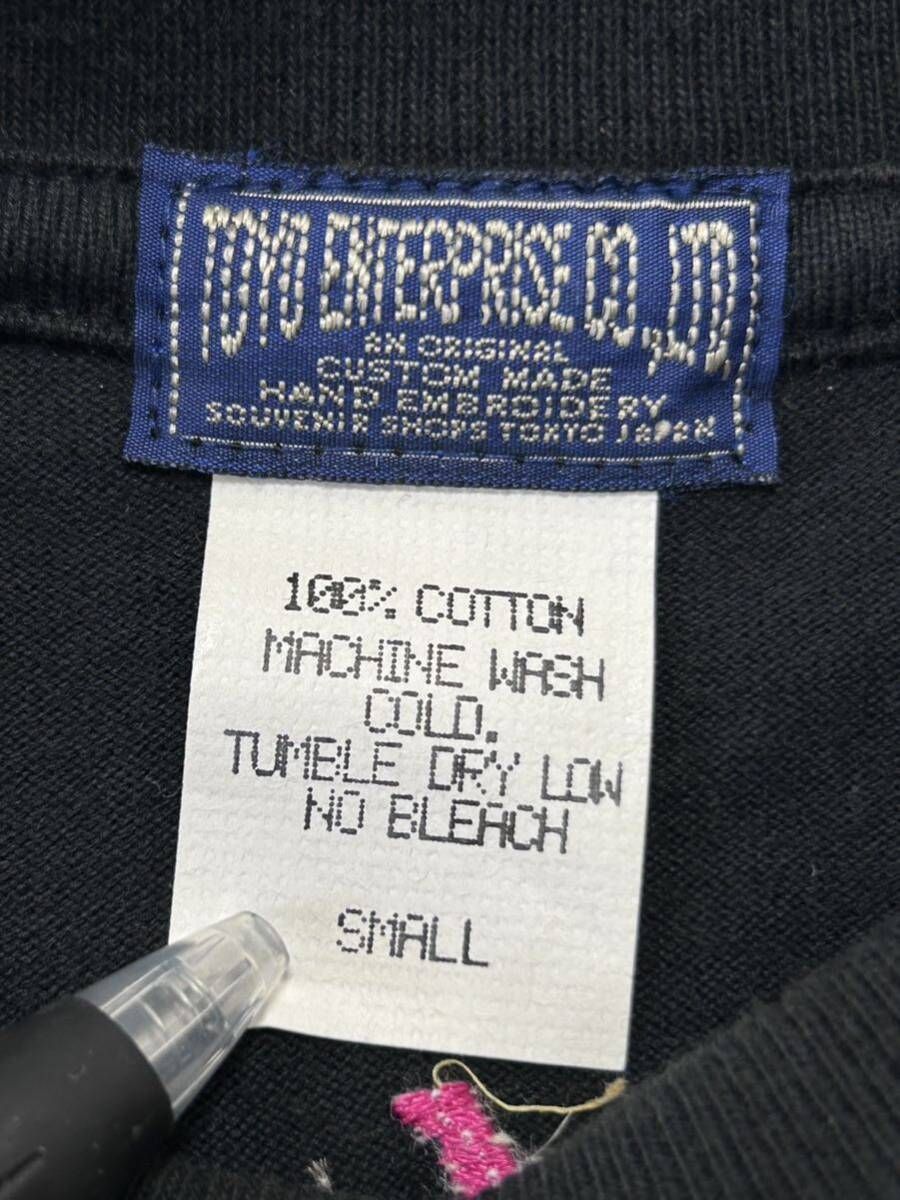 TOYO ENTERPRISE CO., LTD.
AN ORIGINAL
CUSTOM MADE
HAND EMBROIDERY
SOUVENIR SHOPS TOKYO JAPAN
100% COTTON
MACHINE WASH
COLD.
TUMBLE DRY LOW
NO BLEACH
SMALL